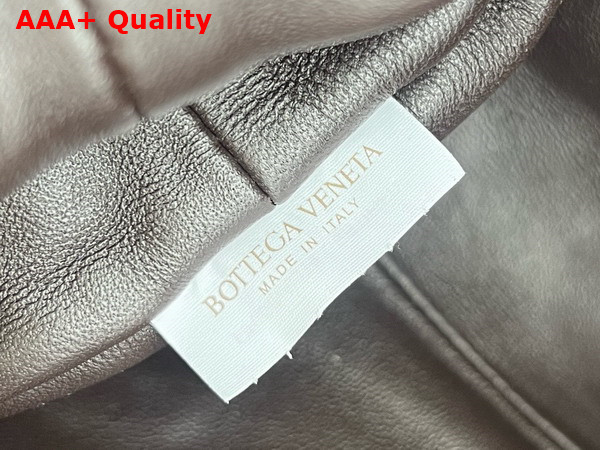 AAA+ Quality
BOTTEGA VENETA
MADE IN ITALY